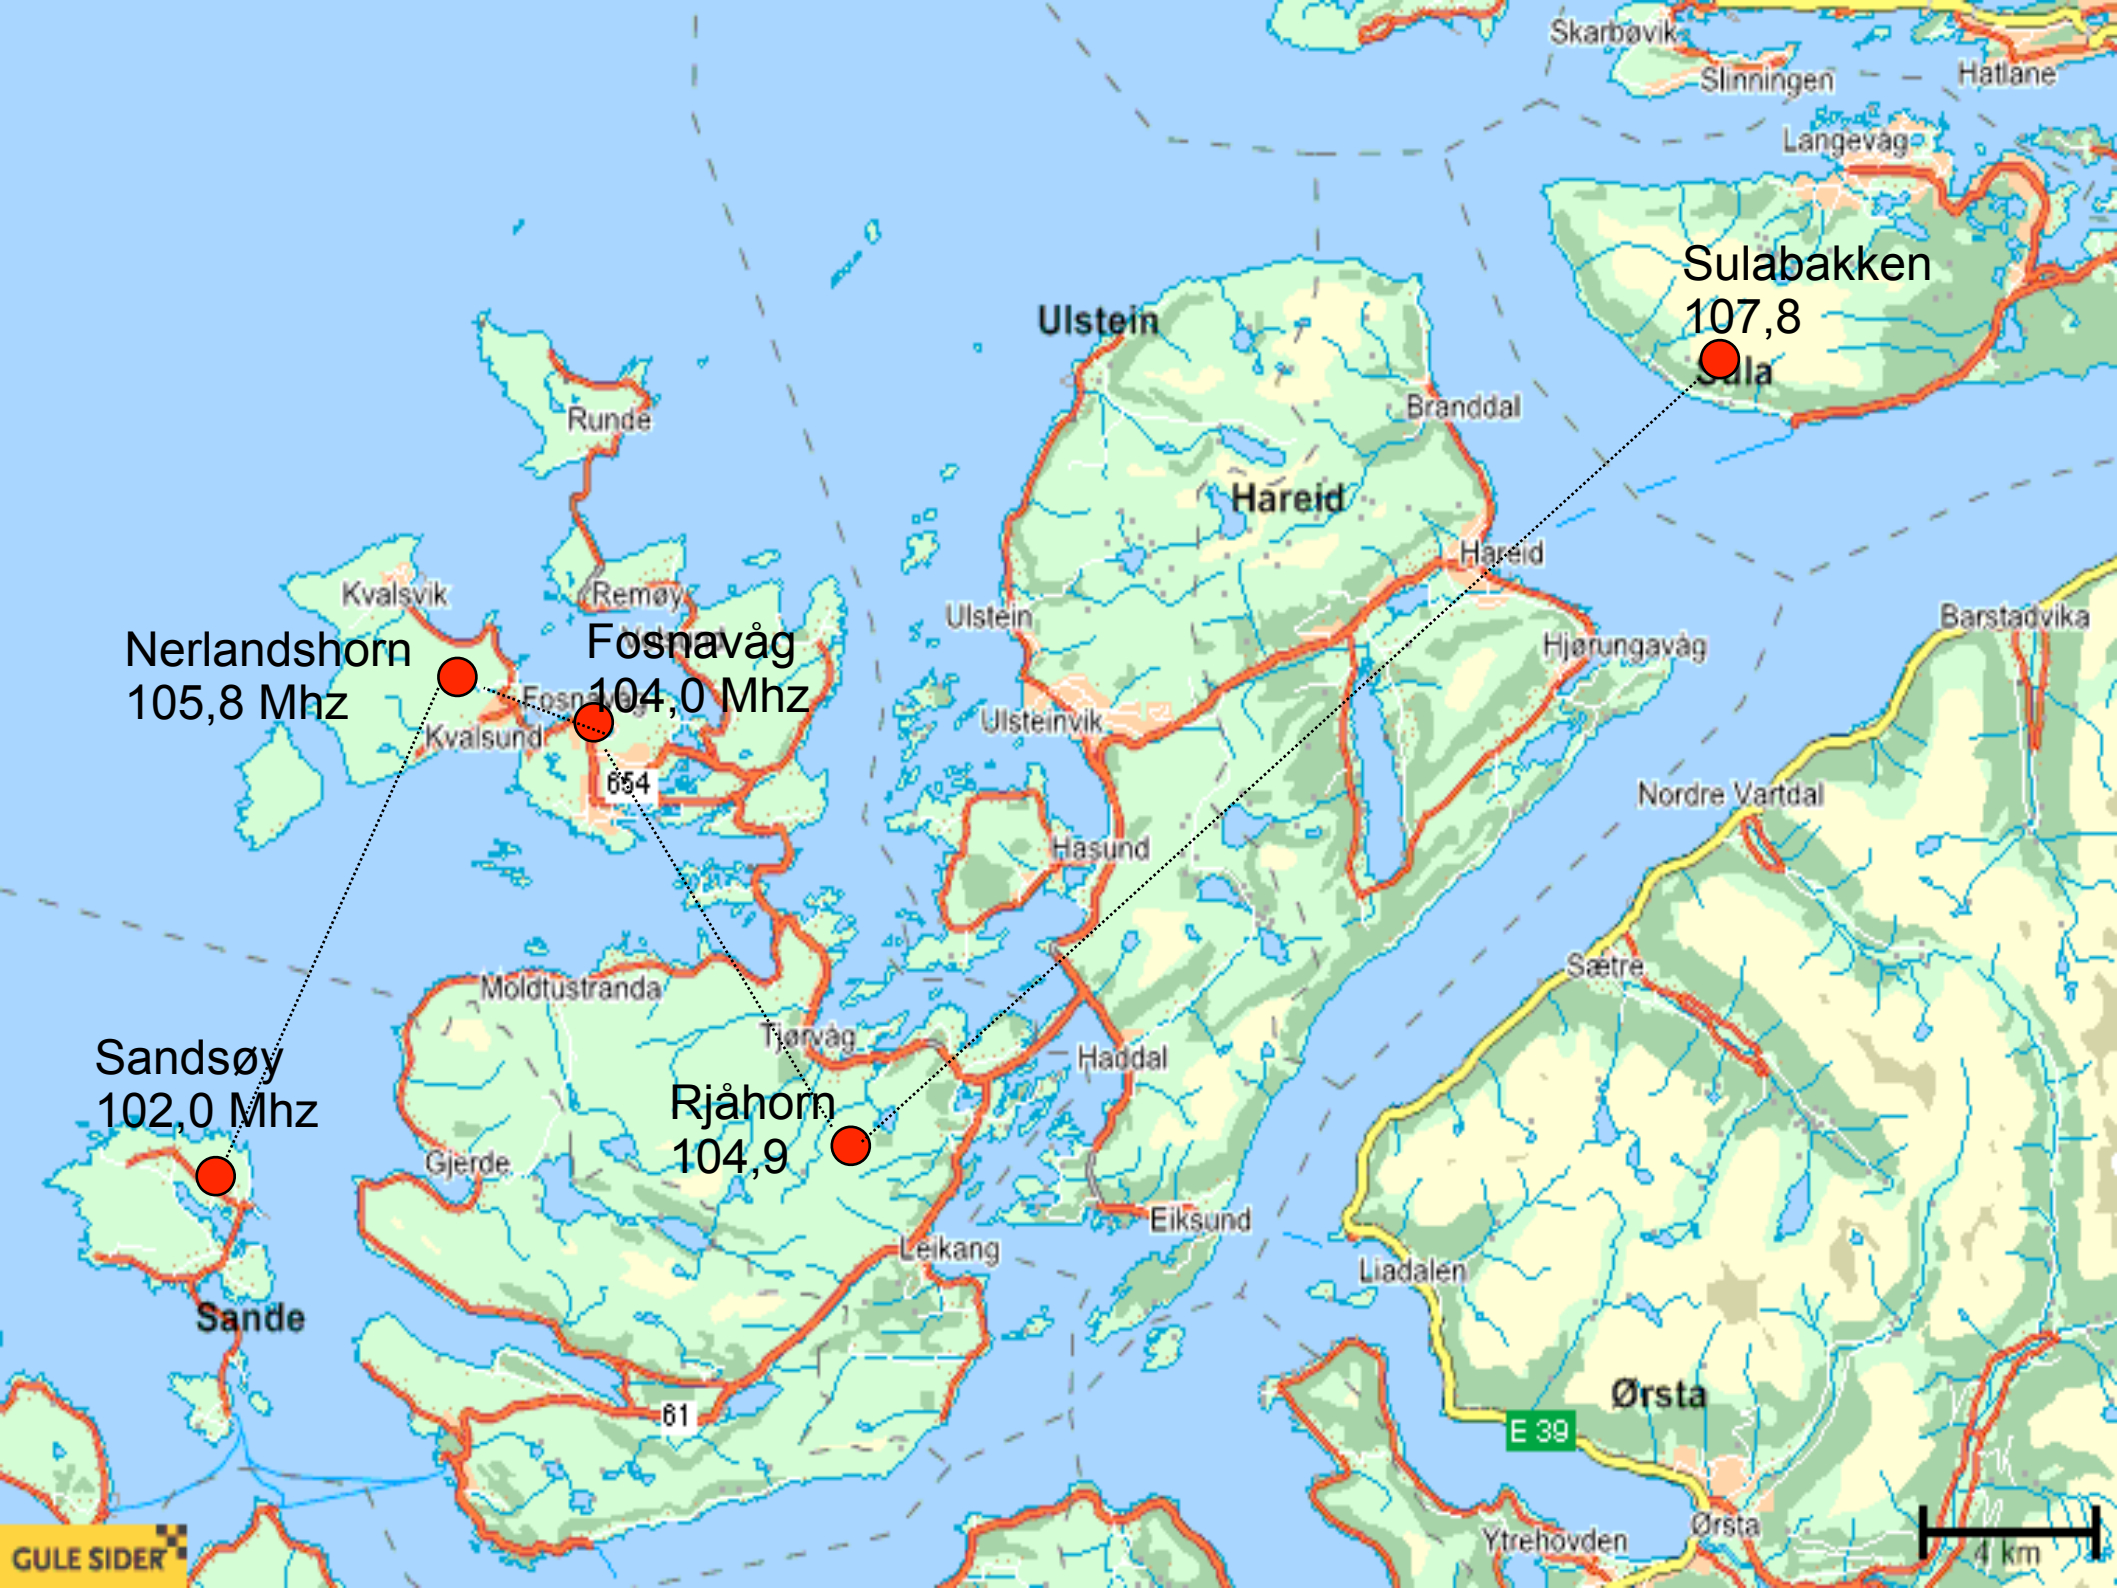 Skarbøvik
Slinningen
Hatlane
Langevåg
Sulabakken
107,8
Sula
Ulstein
Runde
Branddal
Hareid
Hareid
Kvalsvik
Remøy
Ulstein
Barstadvika
Nerlandshorn
105,8 Mhz
Fosnavåg
104,0 Mhz
Hjørungavåg
Fosnavåg
Ulsteinvik
Kvalsund
654
Nordre Vartdal
Hasund
Sætre
Moldtustranda
Tjørvåg
Haddal
Sandsøy
102,0 Mhz
Rjåhorn
104,9
Gjerde
Eiksund
Leikang
Liadalen
Sande
Ørsta
61
E 39
Ørsta
Ytrehovden
4 km
GULE SIDER